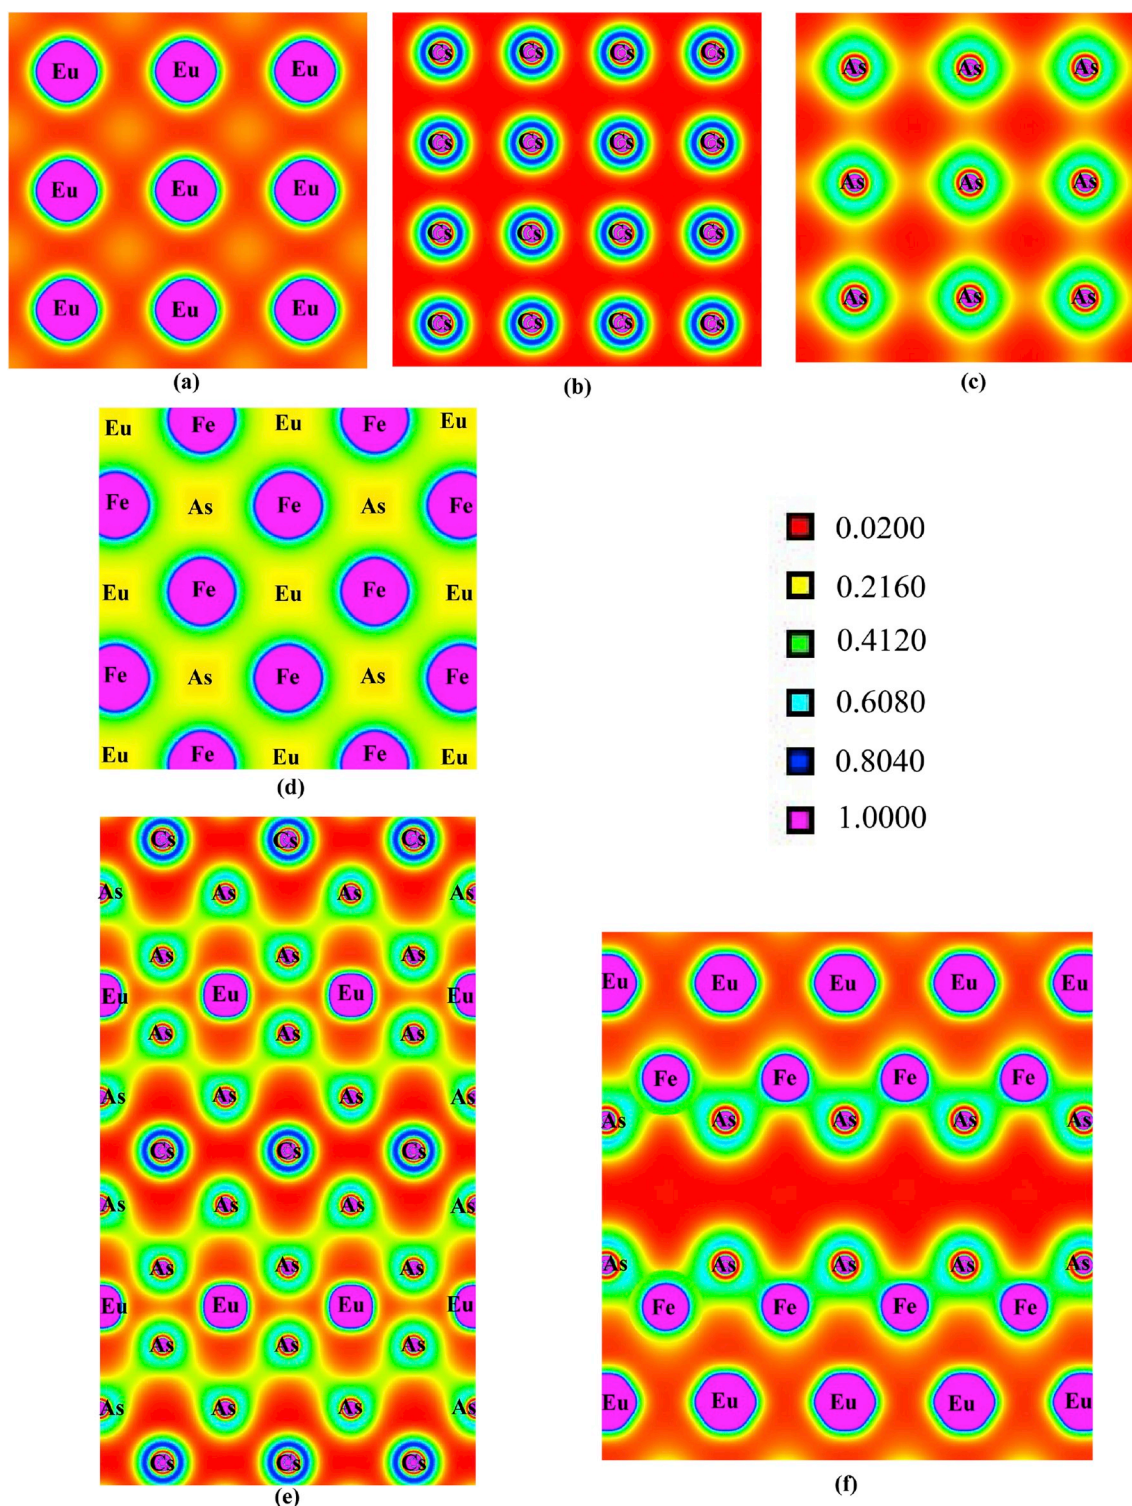 Eu Eu Eu
Eu Eu Eu
Eu Eu Eu
(a)
Cs Cs Cs Cs
Cs Cs Cs Cs
Cs Cs Cs Cs
Cs Cs Cs Cs
(b)
As As As
As As As
As As As
(c)
Eu Fe Eu Fe Eu
Fe As Fe As Fe
Eu Fe Eu Fe Eu
Fe As Fe As Fe
Eu Fe Eu Fe Eu
(d)
0.0200
0.2160
0.4120
0.6080
0.8040
1.0000
Cs Cs Cs
As As As As
As As As
Eu Eu Eu Eu
As As As
As As As As
Cs Cs Cs
As As As As
As As As
Eu Eu Eu Eu
As As As
As As As As
Cs Cs Cs
(e)
Eu Eu Eu Eu Eu
Fe Fe Fe Fe
As As As As As
As As As As As
Fe Fe Fe Fe
Eu Eu Eu Eu Eu
(f)